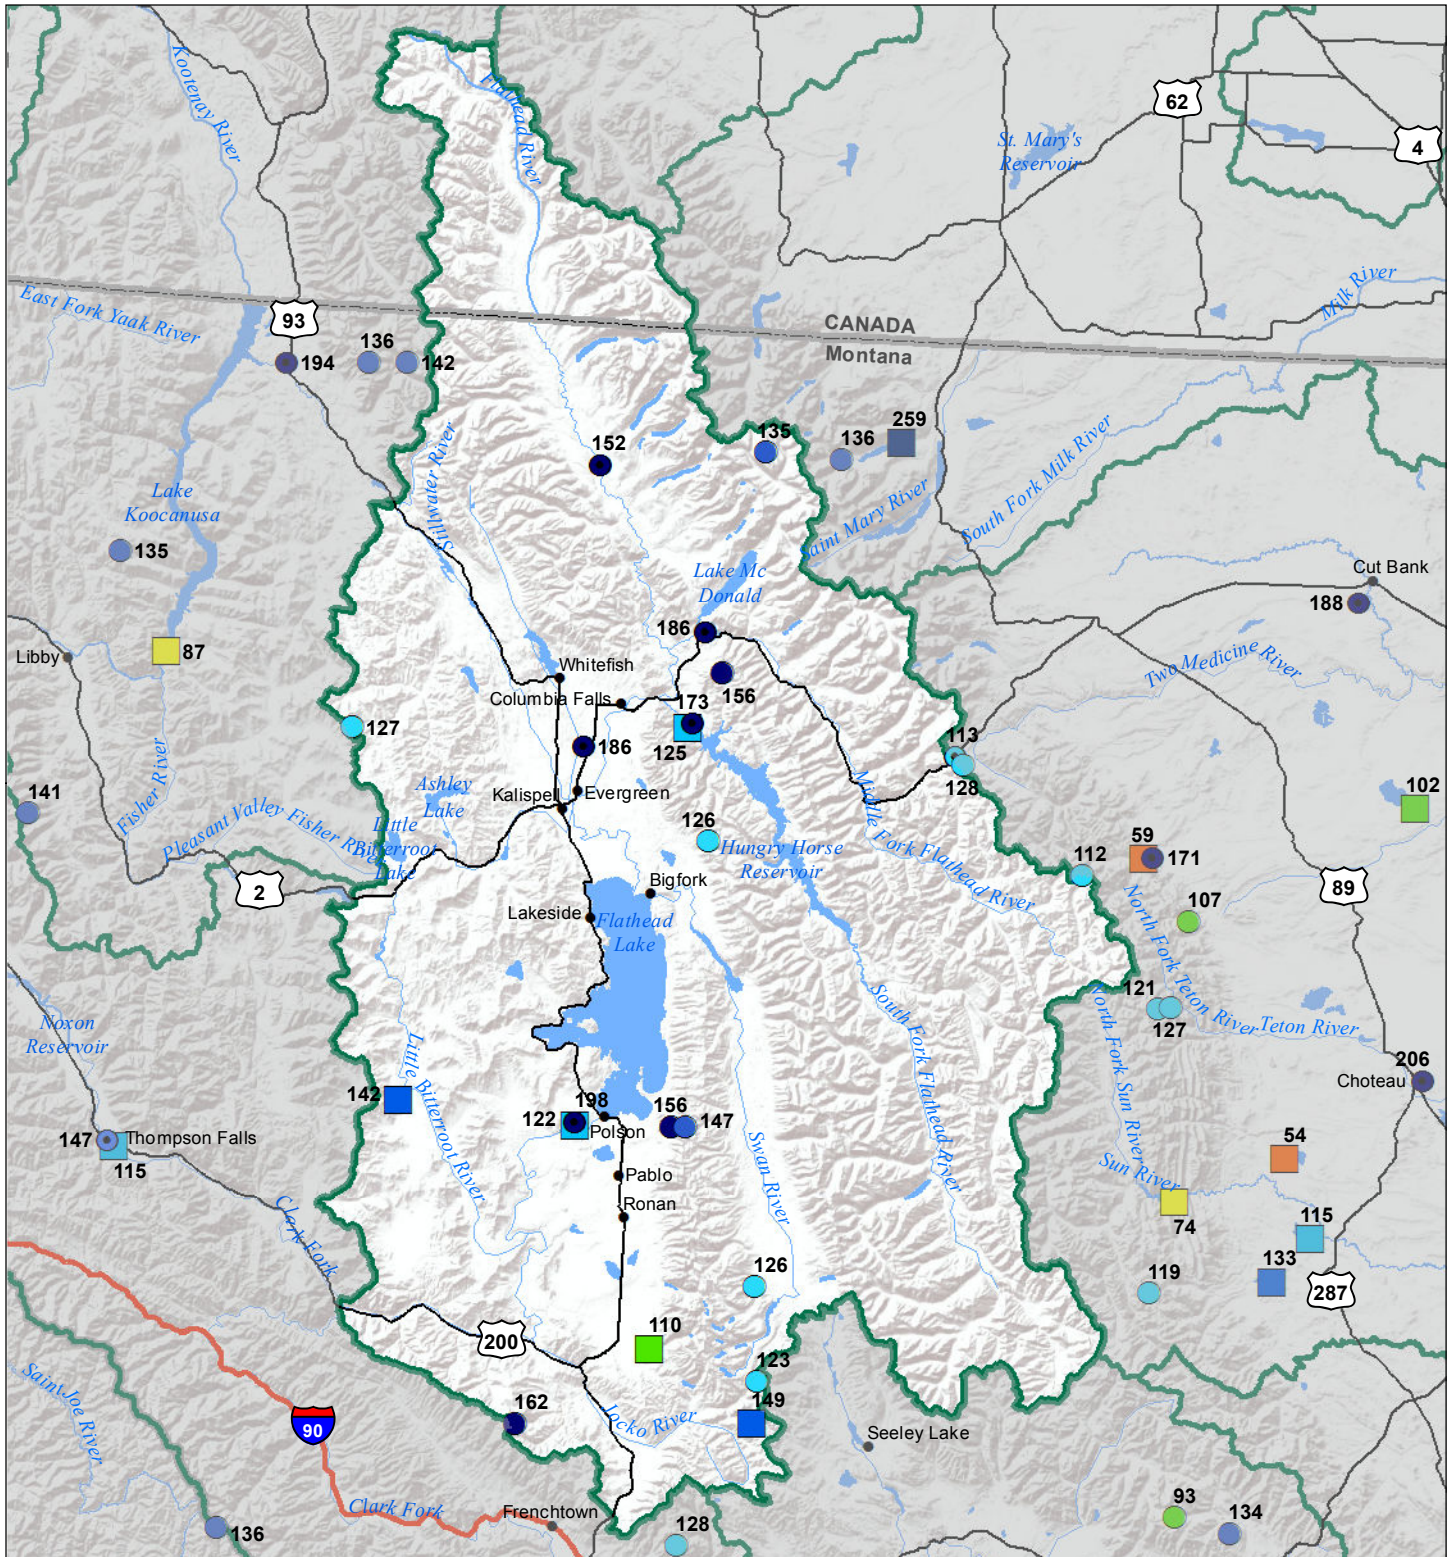 Kootenay River
Flathead River
62
St. Mary's
Reservoir
4
East Fork Yaak River
93
CANADA
Montana
Milk River
194
136
142
152
135
136
259
Stillwater River
Lake
Koocanusa
Saint Mary River
South Fork Milk River
135
Lake Mc
Donald
Cut Bank
188
186
Libby
87
Whitefish
156
Two Medicine River
Columbia Falls
173
127
186
125
113
128
Fisher River
Ashley
Lake
Kalispell
Evergreen
141
Pleasant Valley Fisher River
Little
Bitterroot
Lake
126
Hungry Horse
Reservoir
Middle Fork Flathead River
102
59
171
112
2
Bigfork
89
Lakeside
Flathead
Lake
107
North Fork Teton River
121
127
Teton River
Noxon
Reservoir
North Fork Sun River
South Fork Flathead River
206
Choteau
142
Little Bitterroot River
198
122
Polson
156
147
147
Thompson Falls
115
Swan River
Pablo
54
Sun River
Ronan
74
115
Clark Fork
126
119
133
287
200
110
123
149
162
Jocko River
Saint Joe River
90
Seeley Lake
Clark Fork
Frenchtown
93
134
136
128